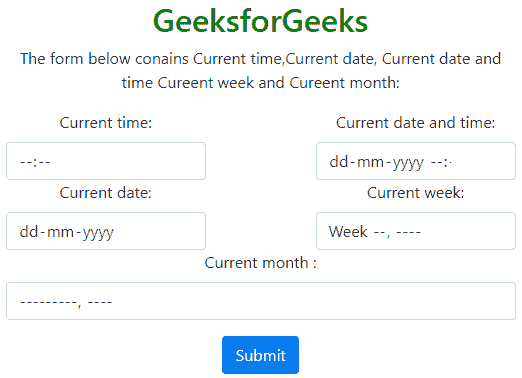 GeeksforGeeks
The form below conains Current time,Current date, Current date and
time Cureent week and Cureent month:
Current time: Current date and time:
--:-- dd-mm-yyyy --:-
Current date: Current week:
dd-mm-yyyy Week --, ----
Current month :
---------, ----
Submit